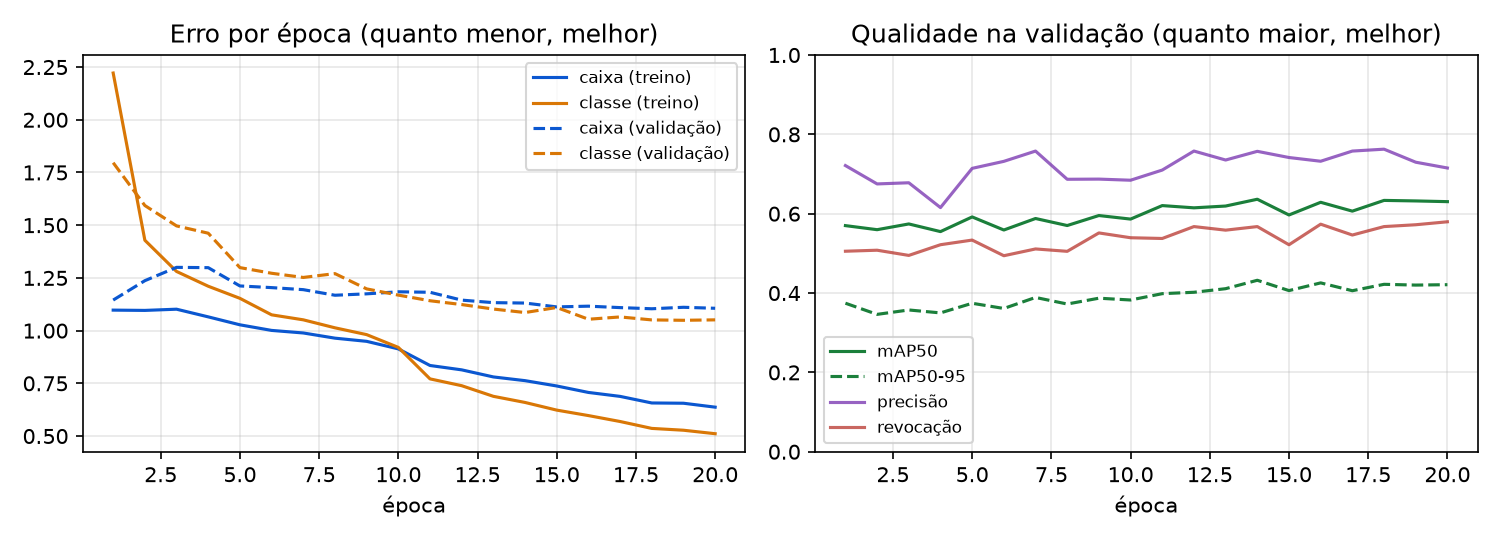 Erro por época (quanto menor, melhor)
2.25
2.00
1.75
1.50
1.25
1.00
0.75
0.50
caixa (treino)
classe (treino)
caixa (validação)
classe (validação)
2.5 5.0 7.5 10.0 12.5 15.0 17.5 20.0
época
Qualidade na validação (quanto maior, melhor)
1.0
0.8
0.6
0.4
0.2
0.0
mAP50
mAP50-95
precisão
revocação
2.5 5.0 7.5 10.0 12.5 15.0 17.5 20.0
época